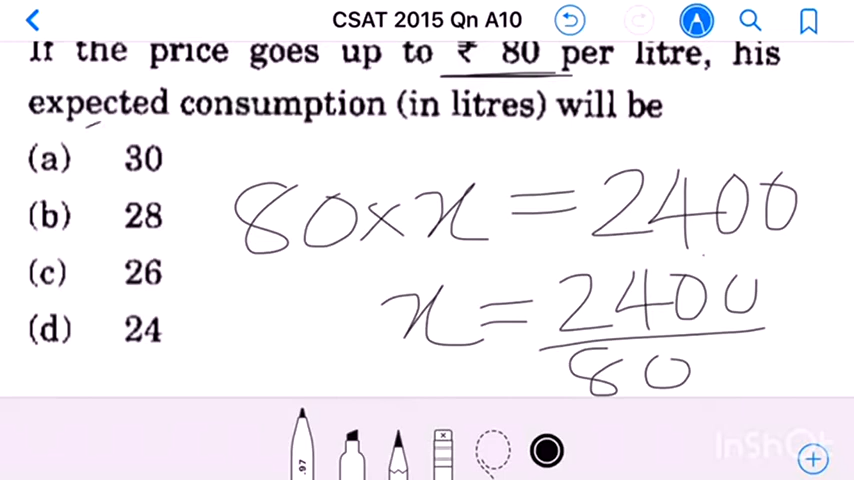 CSAT 2015 Qn A10
If the price goes up to ₹ 80 per litre, his
expected consumption (in litres) will be
(a) 30
(b) 28
(c) 26
(d) 24
80 × x = 2400
x = 2400
80
.97
InShOt